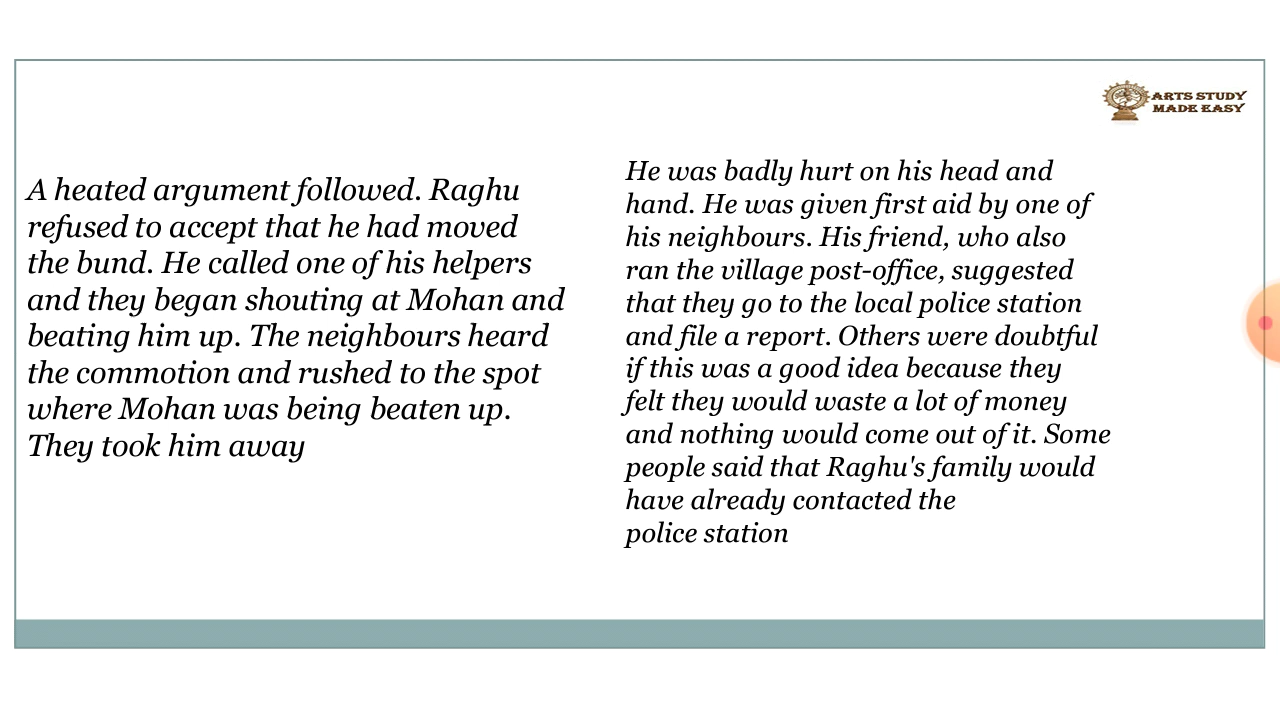 ARTS STUDY
MADE EASY
A heated argument followed. Raghu
refused to accept that he had moved
the bund. He called one of his helpers
and they began shouting at Mohan and
beating him up. The neighbours heard
the commotion and rushed to the spot
where Mohan was being beaten up.
They took him away
He was badly hurt on his head and
hand. He was given first aid by one of
his neighbours. His friend, who also
ran the village post-office, suggested
that they go to the local police station
and file a report. Others were doubtful
if this was a good idea because they
felt they would waste a lot of money
and nothing would come out of it. Some
people said that Raghu's family would
have already contacted the
police station